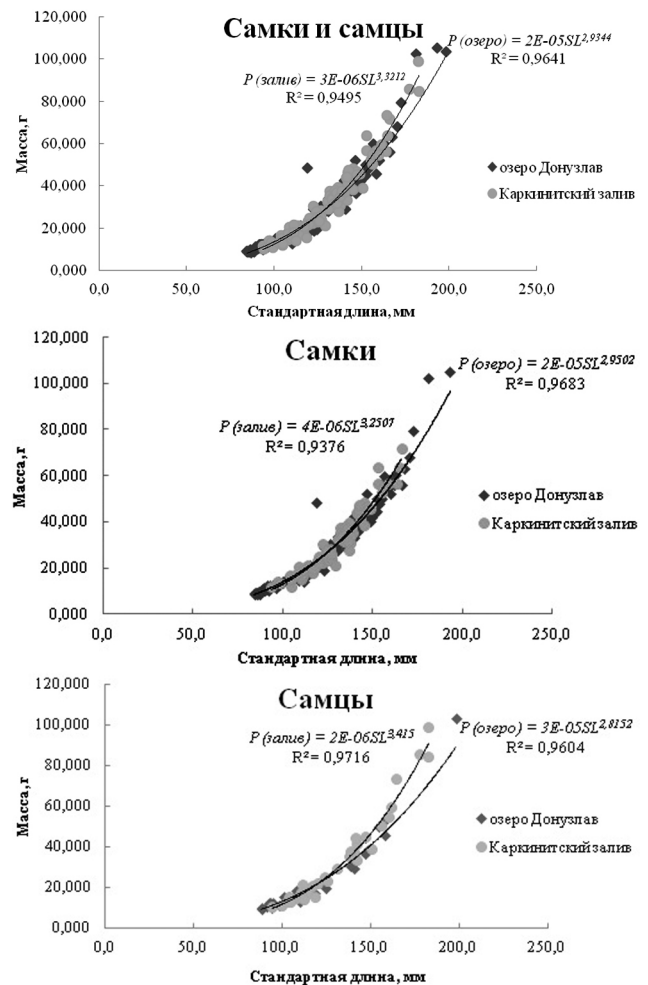 Самки и самцы
P (озеро) = 2E-05SL2,9344
R² = 0,9641
P (залив) = 3E-06SL3,3212
R² = 0,9495
120,000
100,000
80,000
60,000
40,000
20,000
0,000
Масса, г
озеро Донузлав
Каркинитский залив
0,0 50,0 100,0 150,0 200,0 250,0
Стандартная длина, мм
Самки
P (озеро) = 2E-05SL2,9502
R² = 0,9683
P (залив) = 4E-06SL3,2507
R² = 0,9376
120,000
100,000
80,000
60,000
40,000
20,000
0,000
Масса, г
озеро Донузлав
Каркинитский залив
0,0 50,0 100,0 150,0 200,0 250,0
Стандартная длина, мм
Самцы
P (залив) = 2E-06SL3,415
R² = 0,9716
P (озеро) = 3E-05SL2,8152
R² = 0,9604
120,000
100,000
80,000
60,000
40,000
20,000
0,000
Масса, г
озеро Донузлав
Каркинитский залив
0,0 50,0 100,0 150,0 200,0 250,0
Стандартная длина, мм